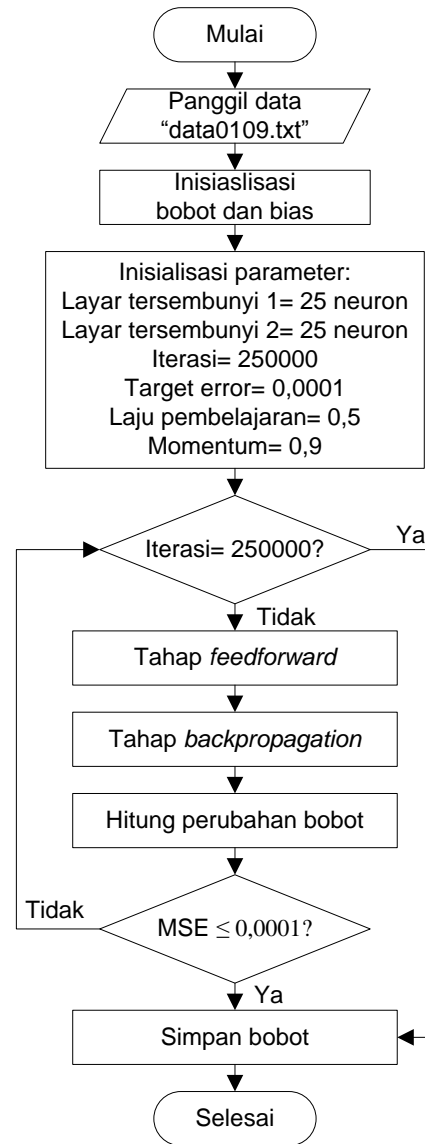 Mulai
Panggil data
“data0109.txt”
Inisiaslisasi
bobot dan bias
Inisialisasi parameter:
Layar tersembunyi 1= 25 neuron
Layar tersembunyi 2= 25 neuron
Iterasi= 250000
Target error= 0,0001
Laju pembelajaran= 0,5
Momentum= 0,9
Iterasi= 250000?
Ya
Tidak
Tahap feedforward
Tahap backpropagation
Hitung perubahan bobot
Tidak
MSE ≤ 0,0001?
Ya
Simpan bobot
Selesai